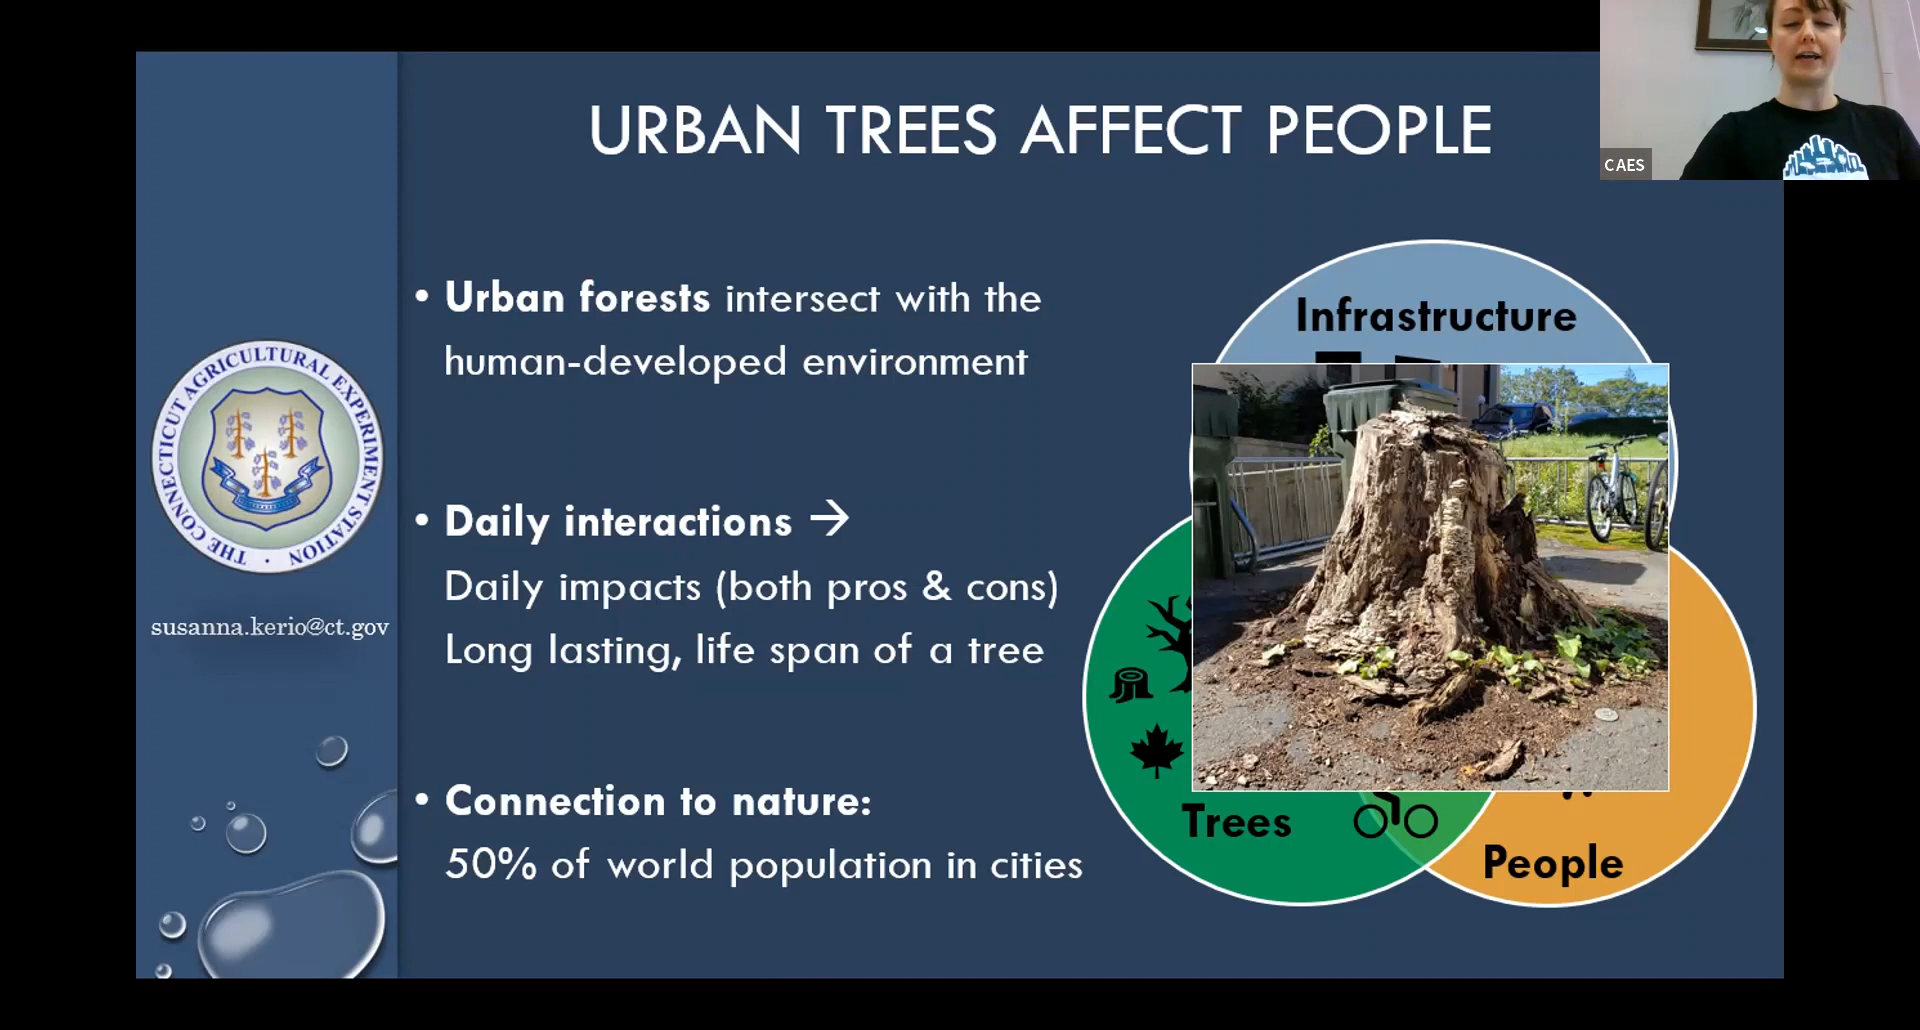 URBAN TREES AFFECT PEOPLE
CAES
• Urban forests intersect with the
human-developed environment
• Daily interactions →
Daily impacts (both pros & cons)
Long lasting, life span of a tree
• Connection to nature:
50% of world population in cities
THE CONNECTICUT AGRICULTURAL EXPERIMENT STATION •
susanna.kerio@ct.gov
Infrastructure
Trees
People